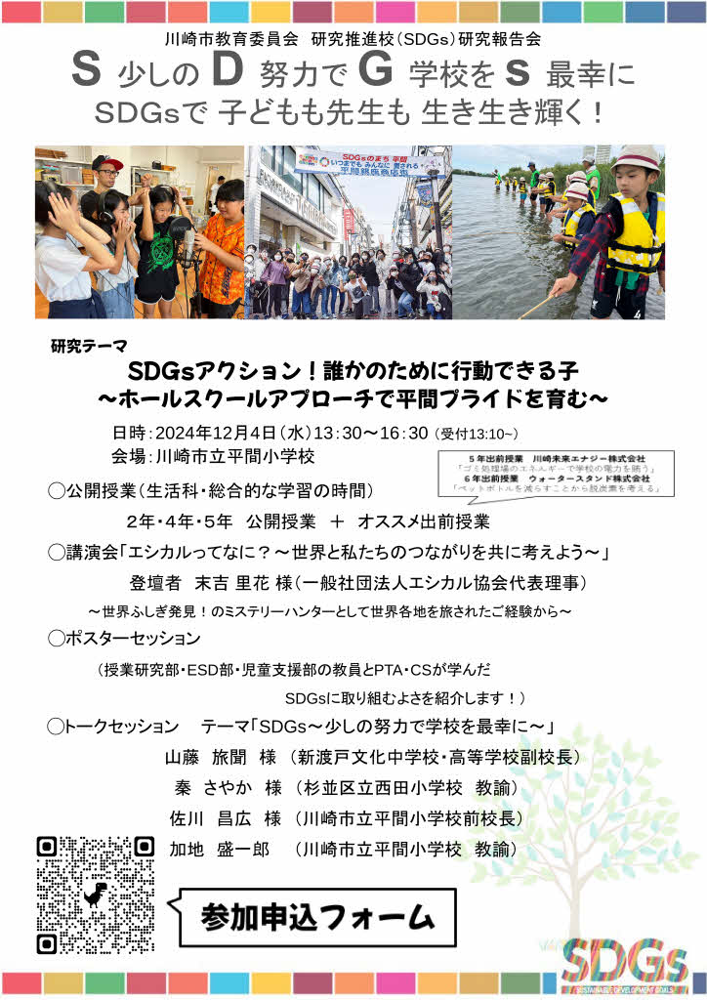 川崎市教育委員会　研究推進校（SDGs）研究報告会
S 少しの D 努力で G 学校を s 最幸に
SDGsで 子どもも先生も 生き生き輝く！
SDGsのまち 平間
いつまでも みんなに 愛される
平間銀座商店街
研究テーマ
SDGsアクション！誰かのために行動できる子
～ホールスクールアプローチで平間プライドを育む～
日時：2024年12月4日（水）13：30～16：30（受付13:10~）
会場：川崎市立平間小学校
５年出前授業　川崎未来エナジー株式会社
「ゴミ処理場のエネルギーで学校の電力を賄う」
６年出前授業　ウォータースタンド株式会社
「ペットボトルを減らすことから脱炭素を考える」
◯公開授業（生活科・総合的な学習の時間）
２年・４年・５年　公開授業　＋　オススメ出前授業
◯講演会「エシカルってなに？～世界と私たちのつながりを共に考えよう～」
登壇者　末吉 里花 様（一般社団法人エシカル協会代表理事）
～世界ふしぎ発見！のミステリーハンターとして世界各地を旅されたご経験から～
◯ポスターセッション
（授業研究部・ESD部・児童支援部の教員とPTA・CSが学んだ
SDGsに取り組むよさを紹介します！）
◯トークセッション　テーマ「SDGs～少しの努力で学校を最幸に～」
山藤　旅聞　様　（新渡戸文化中学校・高等学校副校長）
秦　さやか　様　（杉並区立西田小学校　教諭）
佐川　昌広　様　（川崎市立平間小学校前校長）
加地　盛一郎　（川崎市立平間小学校　教諭）
参加申込フォーム
SDGs
SUSTAINABLE DEVELOPMENT GOALS